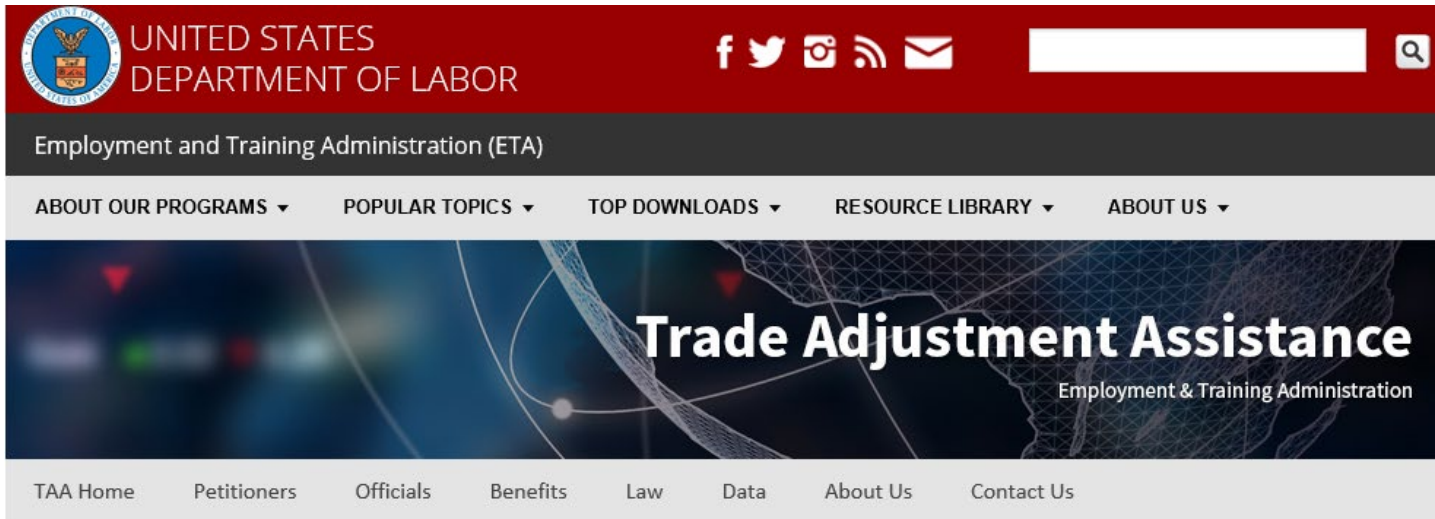 UNITED STATES
DEPARTMENT OF LABOR
Employment and Training Administration (ETA)
ABOUT OUR PROGRAMS POPULAR TOPICS TOP DOWNLOADS RESOURCE LIBRARY ABOUT US
Trade Adjustment Assistance
Employment & Training Administration
TAA Home Petitioners Officials Benefits Law Data About Us Contact Us